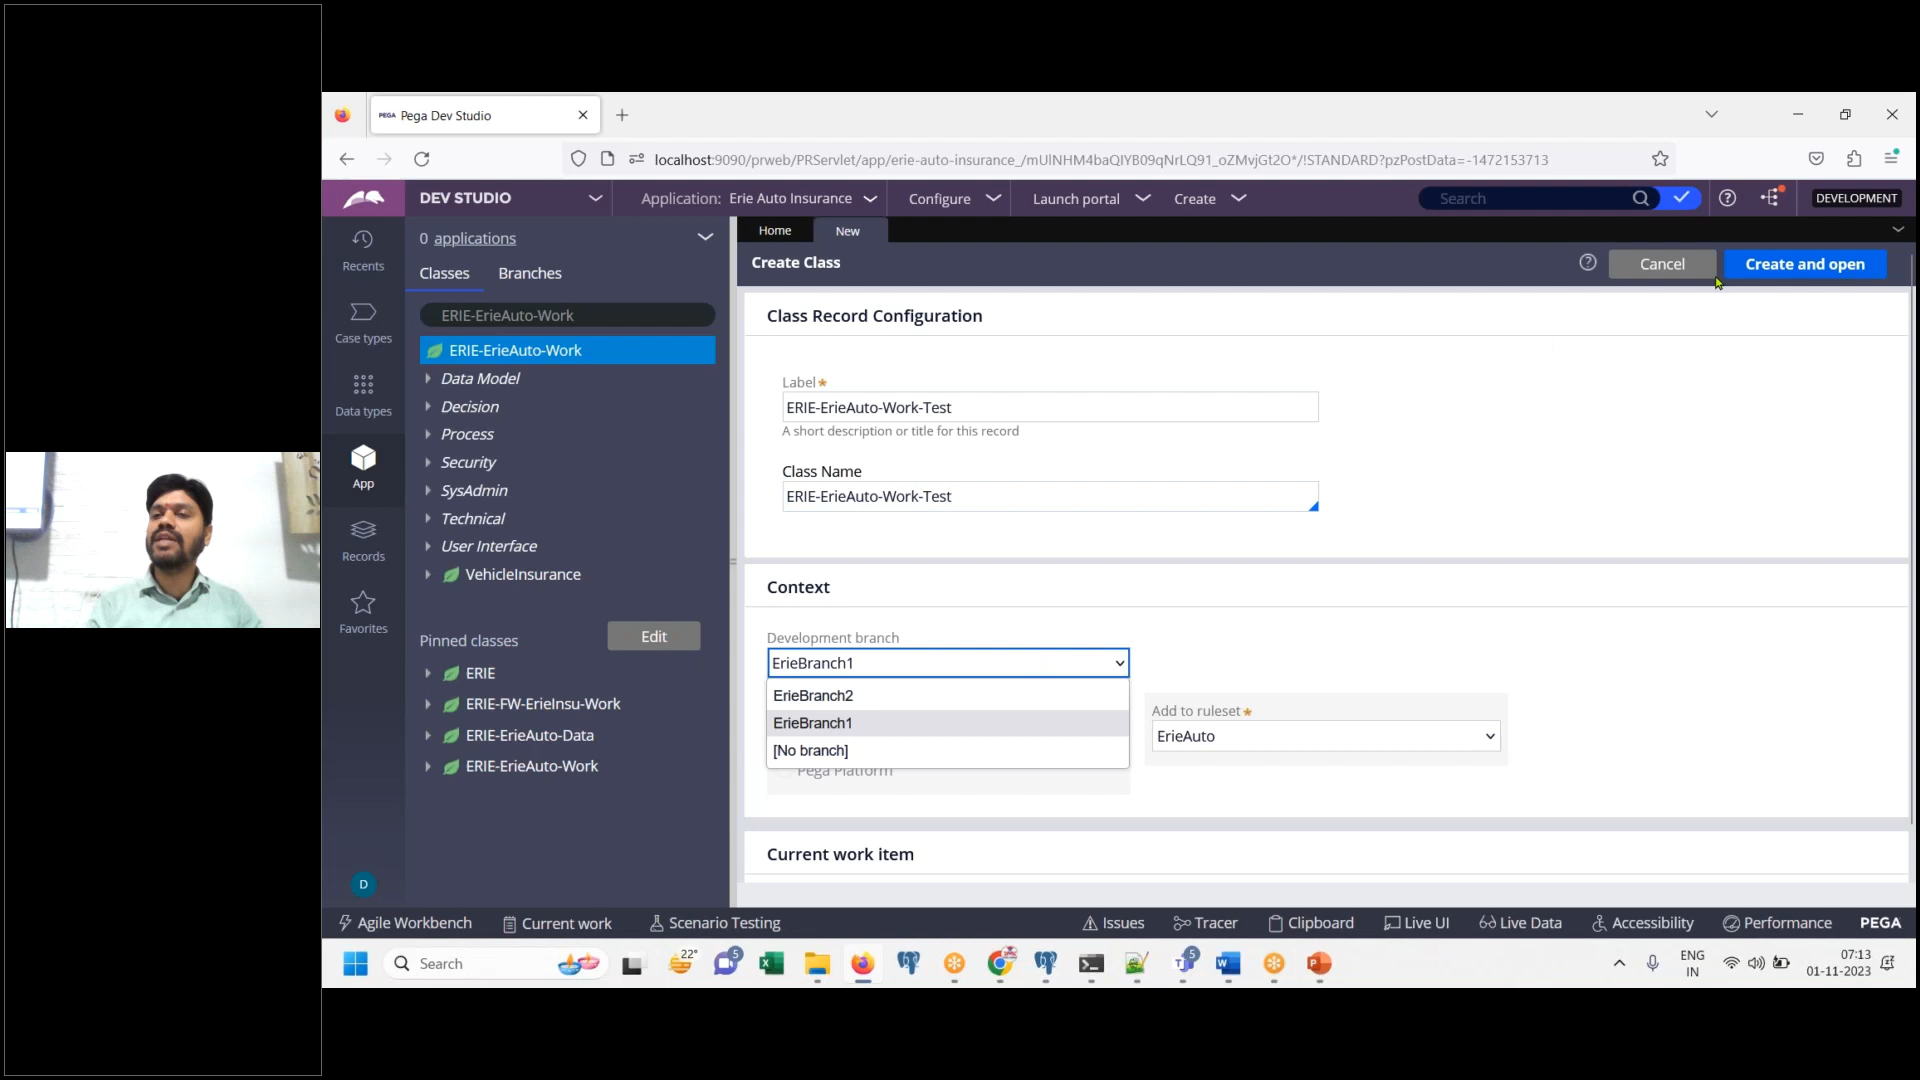 PEGA Pega Dev Studio
localhost:9090/prweb/PRServlet/app/erie-auto-insurance_/mUlNHM4baQIYB09qNrLQ91_oZMvjGt2O*/!STANDARD?pzPostData=-1472153713
DEV STUDIO
Application: Erie Auto Insurance
Configure
Launch portal
Create
Search
DEVELOPMENT
Recents
Case types
Data types
App
Records
Favorites
D
0 applications
Classes Branches
ERIE-ErieAuto-Work
ERIE-ErieAuto-Work
Data Model
Decision
Process
Security
SysAdmin
Technical
User Interface
VehicleInsurance
Pinned classes Edit
ERIE
ERIE-FW-ErieInsu-Work
ERIE-ErieAuto-Data
ERIE-ErieAuto-Work
Home New
Create Class
Cancel Create and open
Class Record Configuration
Label*
ERIE-ErieAuto-Work-Test
A short description or title for this record
Class Name
ERIE-ErieAuto-Work-Test
Context
Development branch
ErieBranch1
ErieBranch2
ErieBranch1
[No branch]
Pega Platform
Add to ruleset*
ErieAuto
Current work item
Agile Workbench Current work Scenario Testing Issues Tracer Clipboard Live UI Live Data Accessibility Performance PEGA
Search
22°
5
5
ENG
IN
07:13
01-11-2023